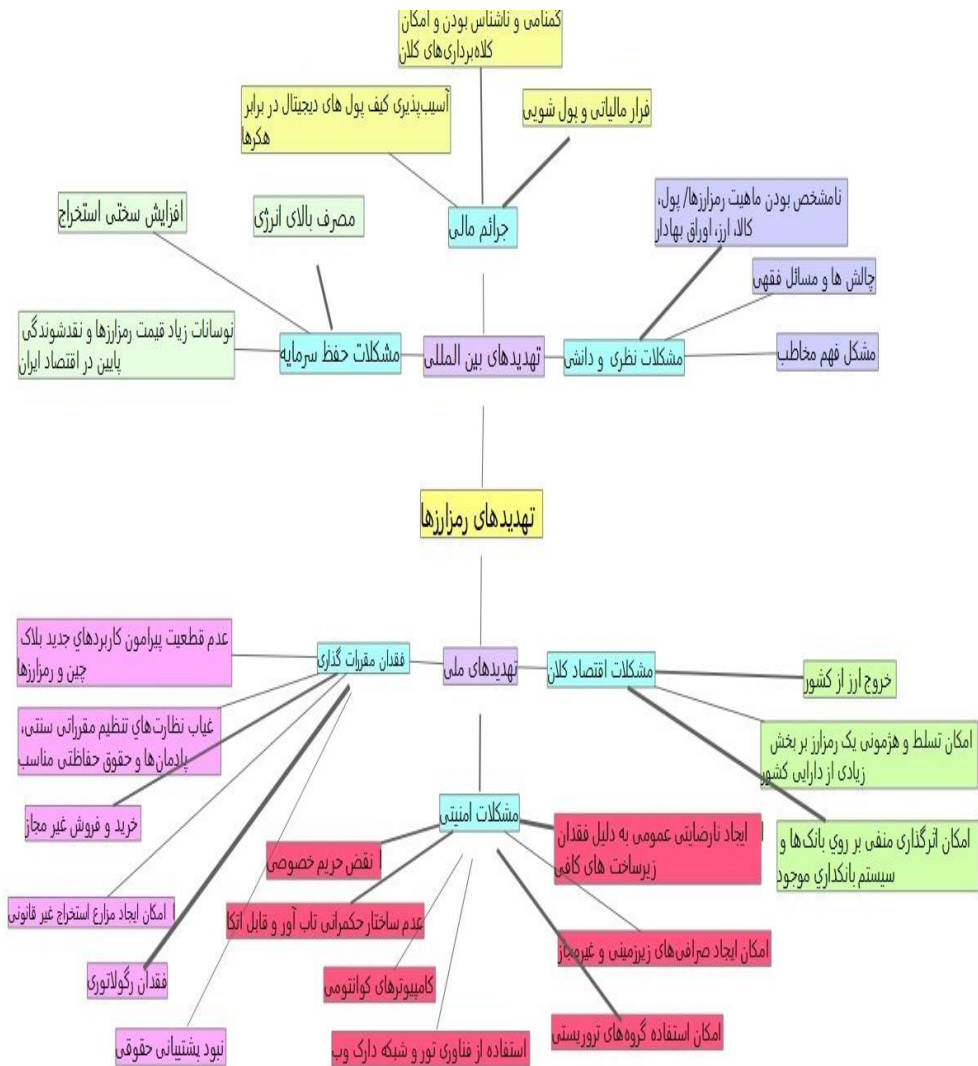 گمنامی و ناشناس بودن و امکان
کلاه‌برداری‌های کلان
آسیب‌پذیری کیف پول های دیجیتال در برابر
هکرها
فرار مالیاتی و پول شویی
جرائم مالی
نامشخص بودن ماهیت رمزارزها/ پول،
کالا، ارز، اوراق بهادار
چالش ها و مسائل فقهی
مشکل فهم مخاطب
مشکلات نظری و دانشی
تهدیدهای بین المللی
مشکلات حفظ سرمایه
مصرف بالای انرژی
افزایش سختی استخراج
نوسانات زیاد قیمت رمزارزها و نقدشوندگی
پایین در اقتصاد ایران
تهدیدهای رمزارزها
تهدیدهای ملی
مشکلات اقتصاد کلان
خروج ارز از کشور
امکان تسلط و هژمونی یک رمزارز بر بخش
زیادی از دارایی کشور
امکان اثرگذاری منفی بر روي بانک‌ها و
سیستم بانکداري موجود
فقدان مقررات گذاری
عدم قطعیت پیرامون کاربردهاي جدید بلاک
چین و رمزارزها
غیاب نظارت‌هاي تنظیم مقرراتی سنتی،
پادمان‌ها و حقوق حفاظتی مناسب
خرید و فروش غیر مجاز
امکان ایجاد مزارع استخراج غیر قانونی
فقدان رگولاتوری
نبود پشتیبانی حقوقی
مشکلات امنیتی
نقض حریم خصوصی
عدم ساختار حکمرانی تاب آور و قابل اتکا
کامپیوترهای کوانتومی
استفاده از فناوری تور و شبکه دارک وب
ایجاد نارضایتی عمومی به دلیل فقدان
زیرساخت های کافی
امکان ایجاد صرافی‌های زیرزمینی و غیرمجاز
امکان استفاده گروه‌های تروریستی